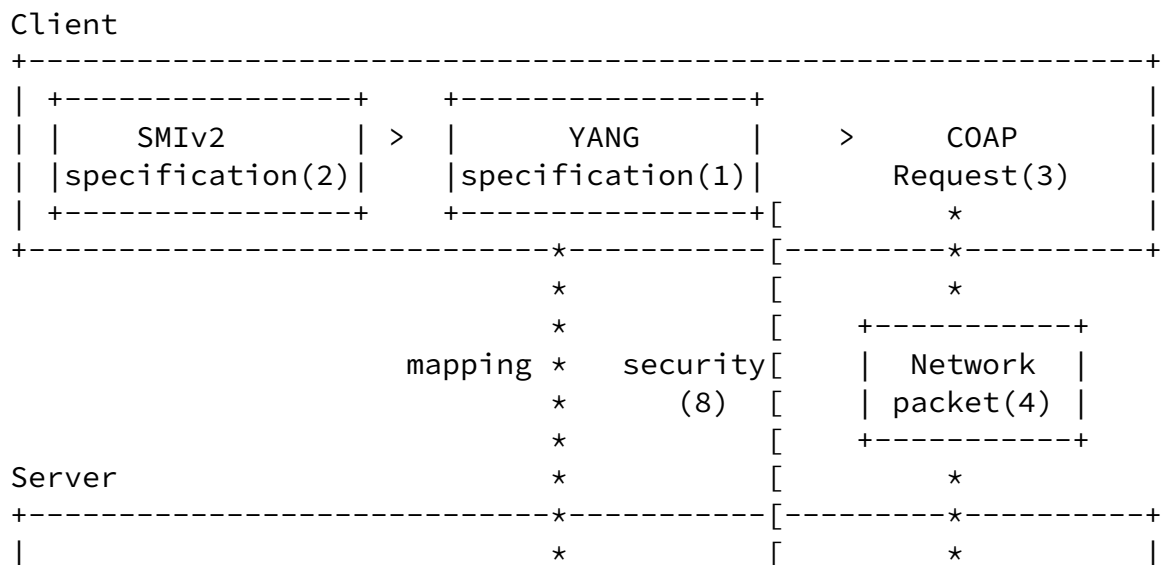 Client
+--------------------------------------------------------------+
| +----------------+    +----------------+                     |
| |     SMIv2      | >  |      YANG      |    >     COAP       |
| |specification(2)|    |specification(1)|       Request(3)    |
| +----------------+    +----------------+[         *          |
+-----------------------------*-----------[---------*----------+
                              *           [         *
                              *           [    +-----------+
                      mapping *   security[    |  Network  |
                              *     (8)   [    | packet(4) |
                              *           [    +-----------+
Server                        *           [         *
+-----------------------------*-----------[---------*----------+
|                             *           [         *          |